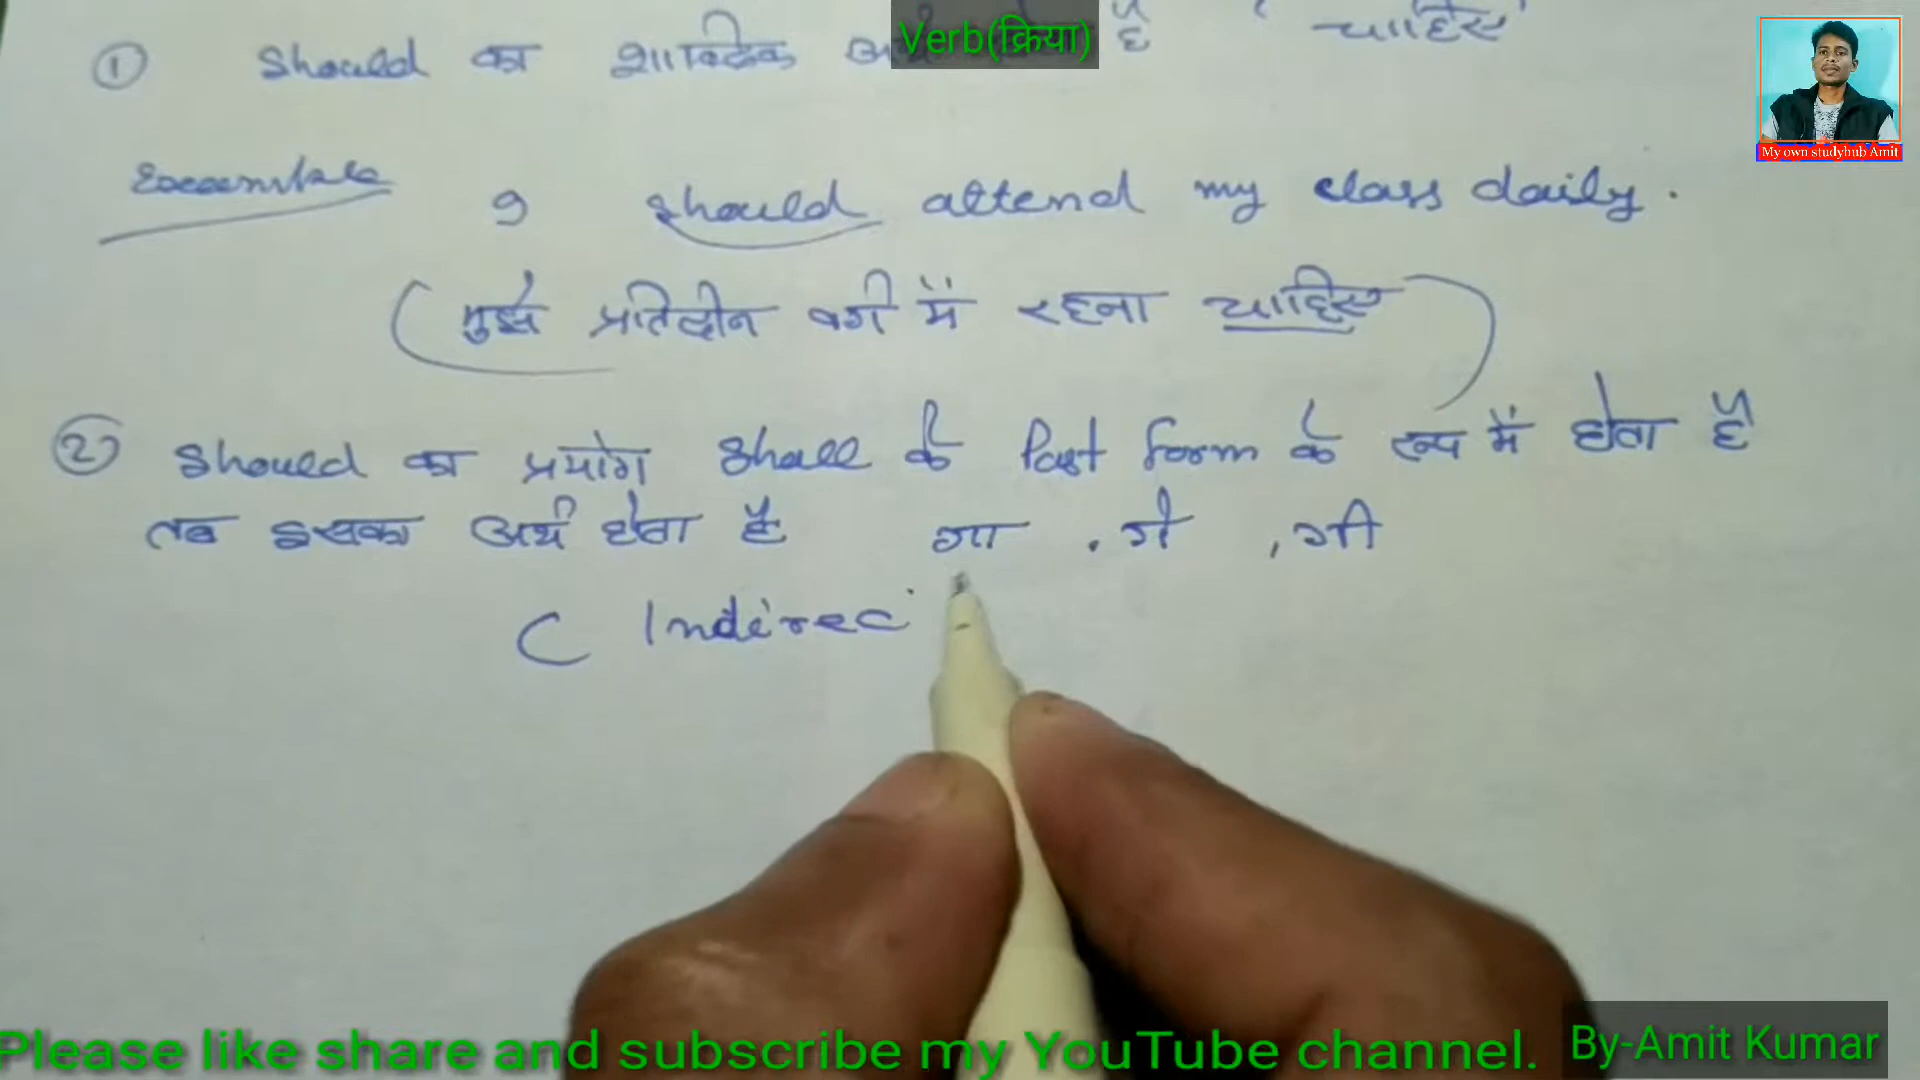 Verb(क्रिया)
① Should का शाब्दिक अर्थ है चाहिए
My own studyhub Amit
Example I should attend my class daily.
(मुझे प्रतिदीन वर्ग में रहना चाहिए)
② Should का प्रयोग Shall के Past form के रूप में होता है
तब इसका अर्थ होता है गा , गे , गी
( Indirec
Please like share and subscribe my YouTube channel.
By-Amit Kumar